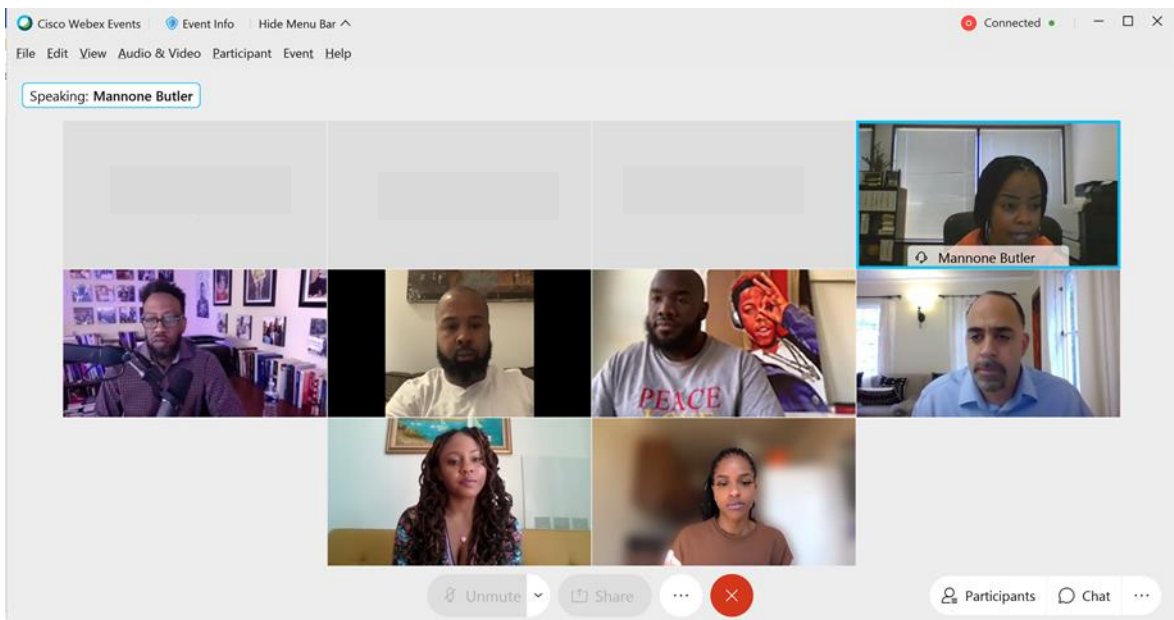 Cisco Webex Events Event Info Hide Menu Bar Connected
File Edit View Audio & Video Participant Event Help
Speaking: Mannone Butler
Mannone Butler
PEACE
Unmute Share ... Participants Chat ...